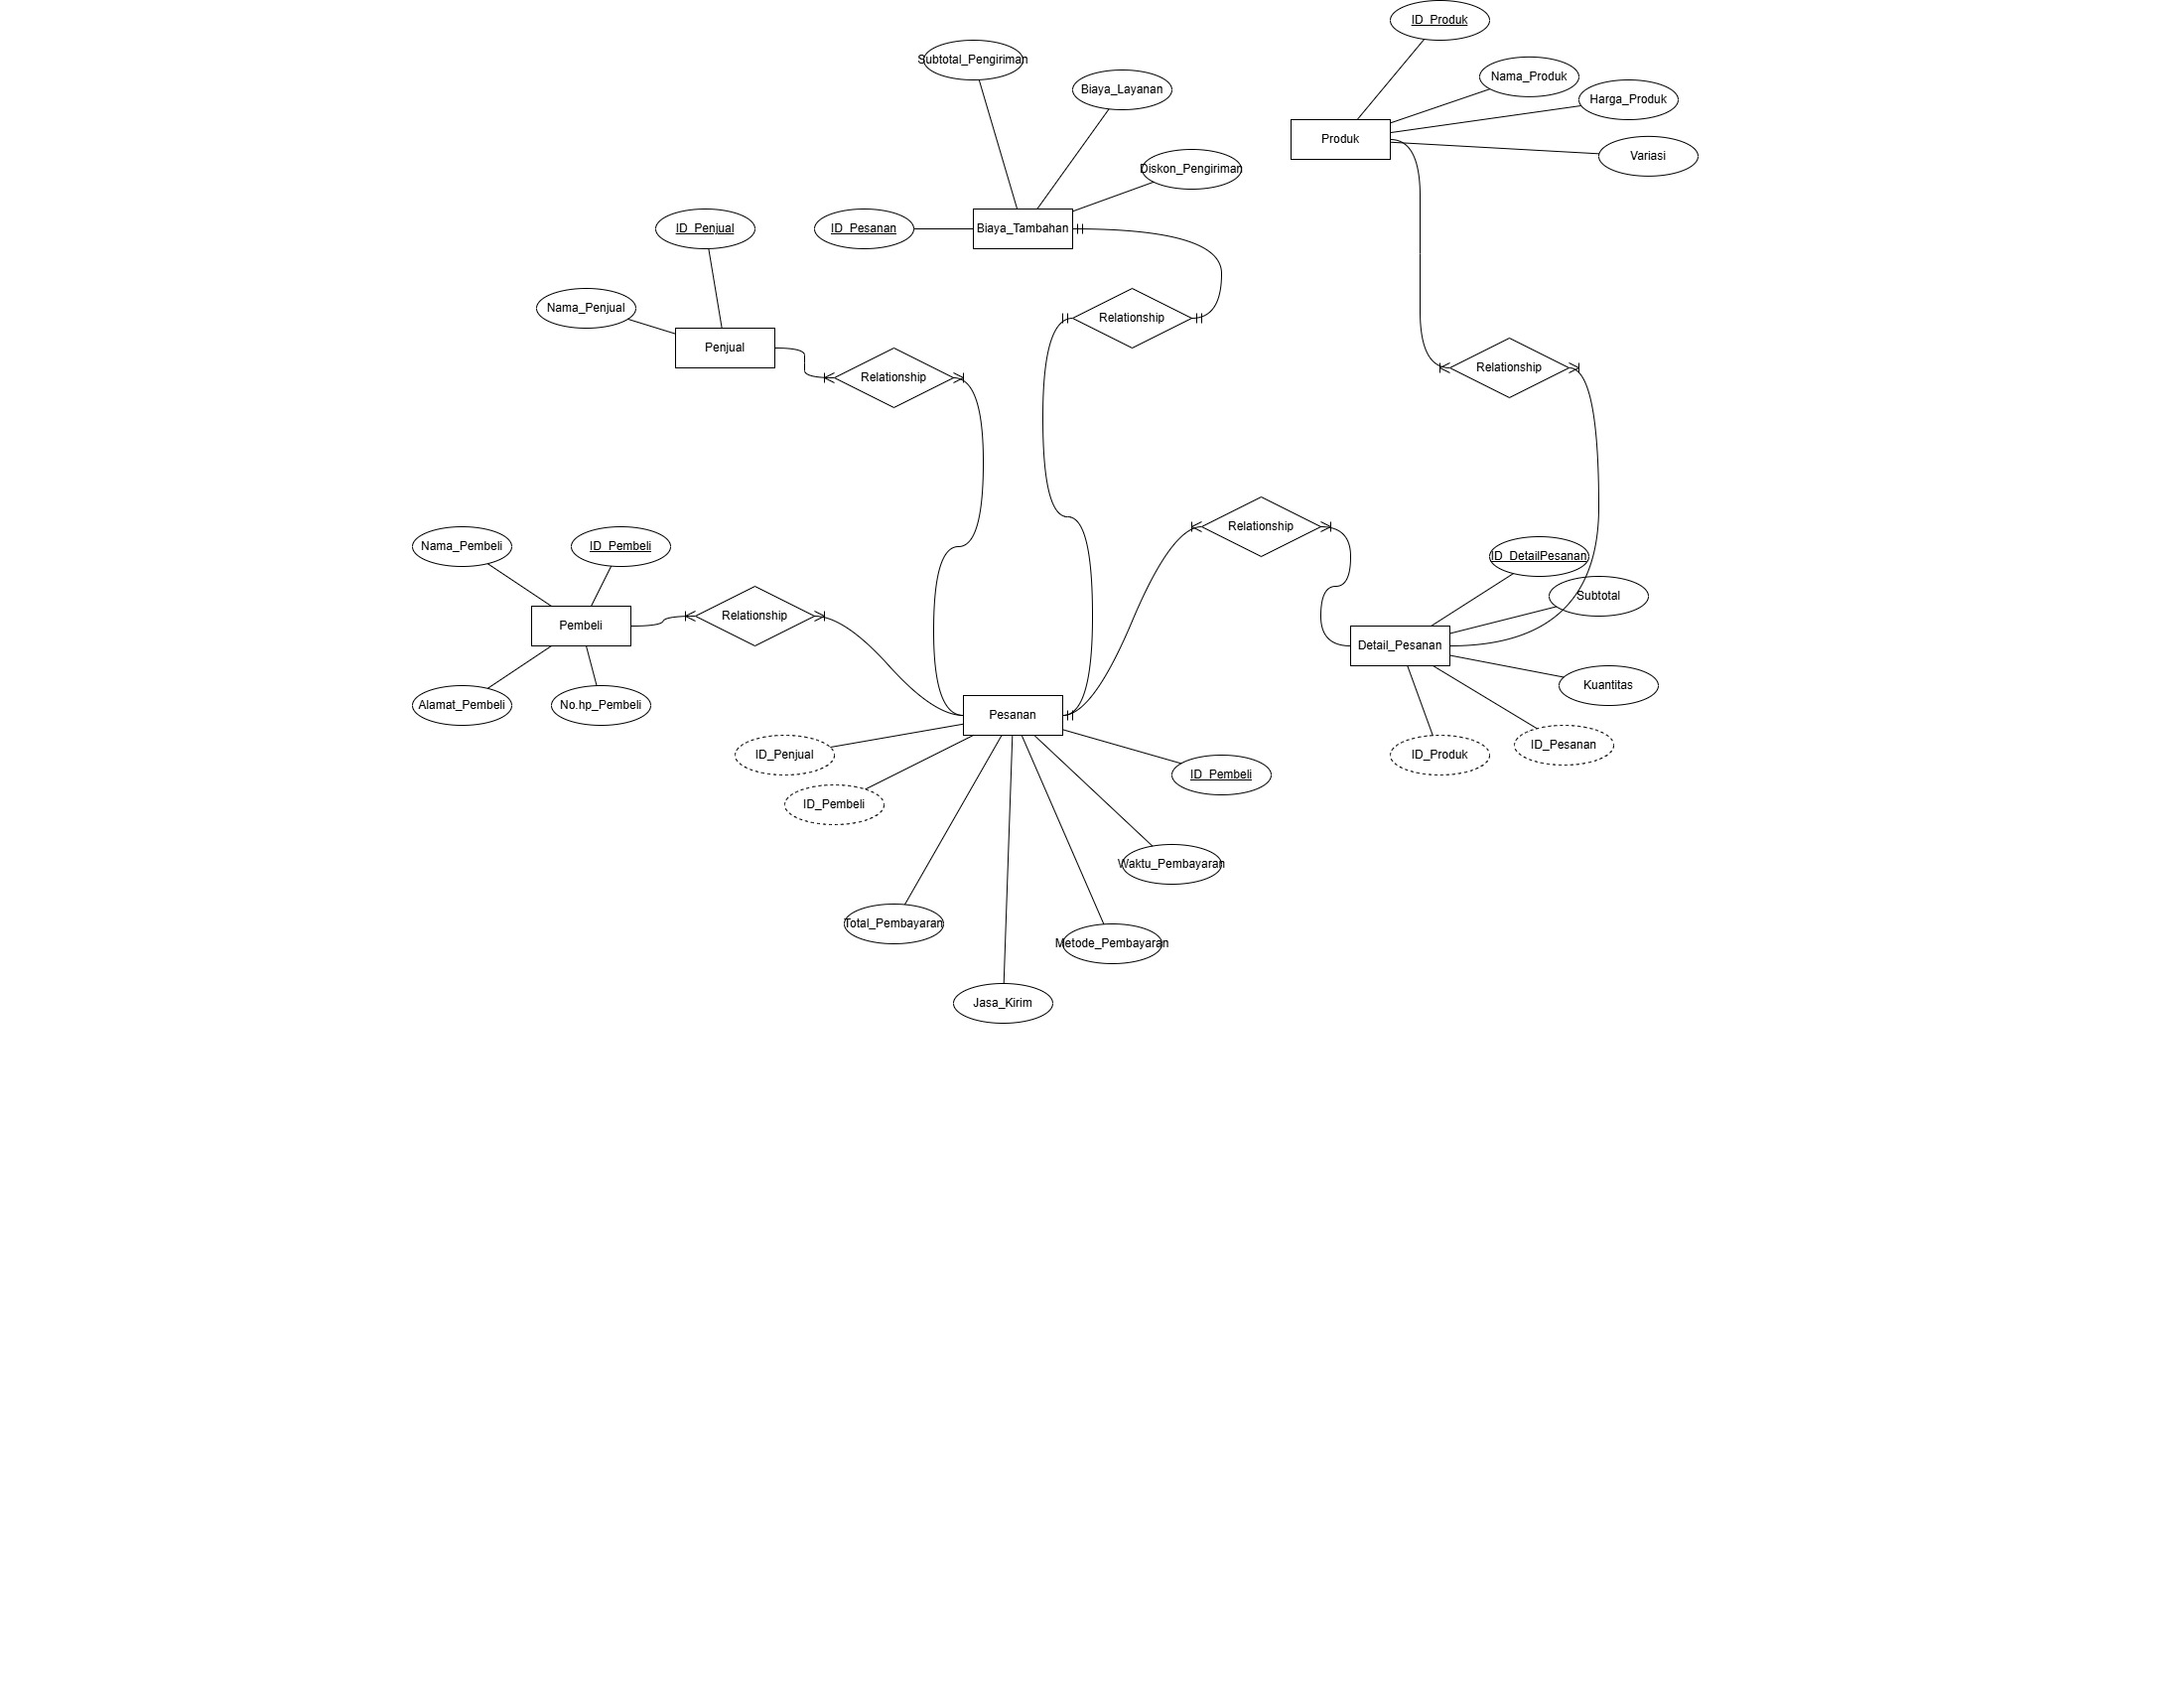 ID_Produk
Subtotal_Pengiriman
Nama_Produk
Biaya_Layanan
Harga_Produk
Produk
Variasi
Diskon_Pengiriman
ID_Penjual
ID_Pesanan
Biaya_Tambahan
Nama_Penjual
Relationship
Penjual
Relationship
Relationship
Relationship
Nama_Pembeli
ID_Pembeli
ID_DetailPesanan
Subtotal
Relationship
Pembeli
Detail_Pesanan
Kuantitas
Alamat_Pembeli
No.hp_Pembeli
Pesanan
ID_Penjual
ID_Produk
ID_Pesanan
ID_Pembeli
ID_Pembeli
Waktu_Pembayaran
Total_Pembayaran
Metode_Pembayaran
Jasa_Kirim